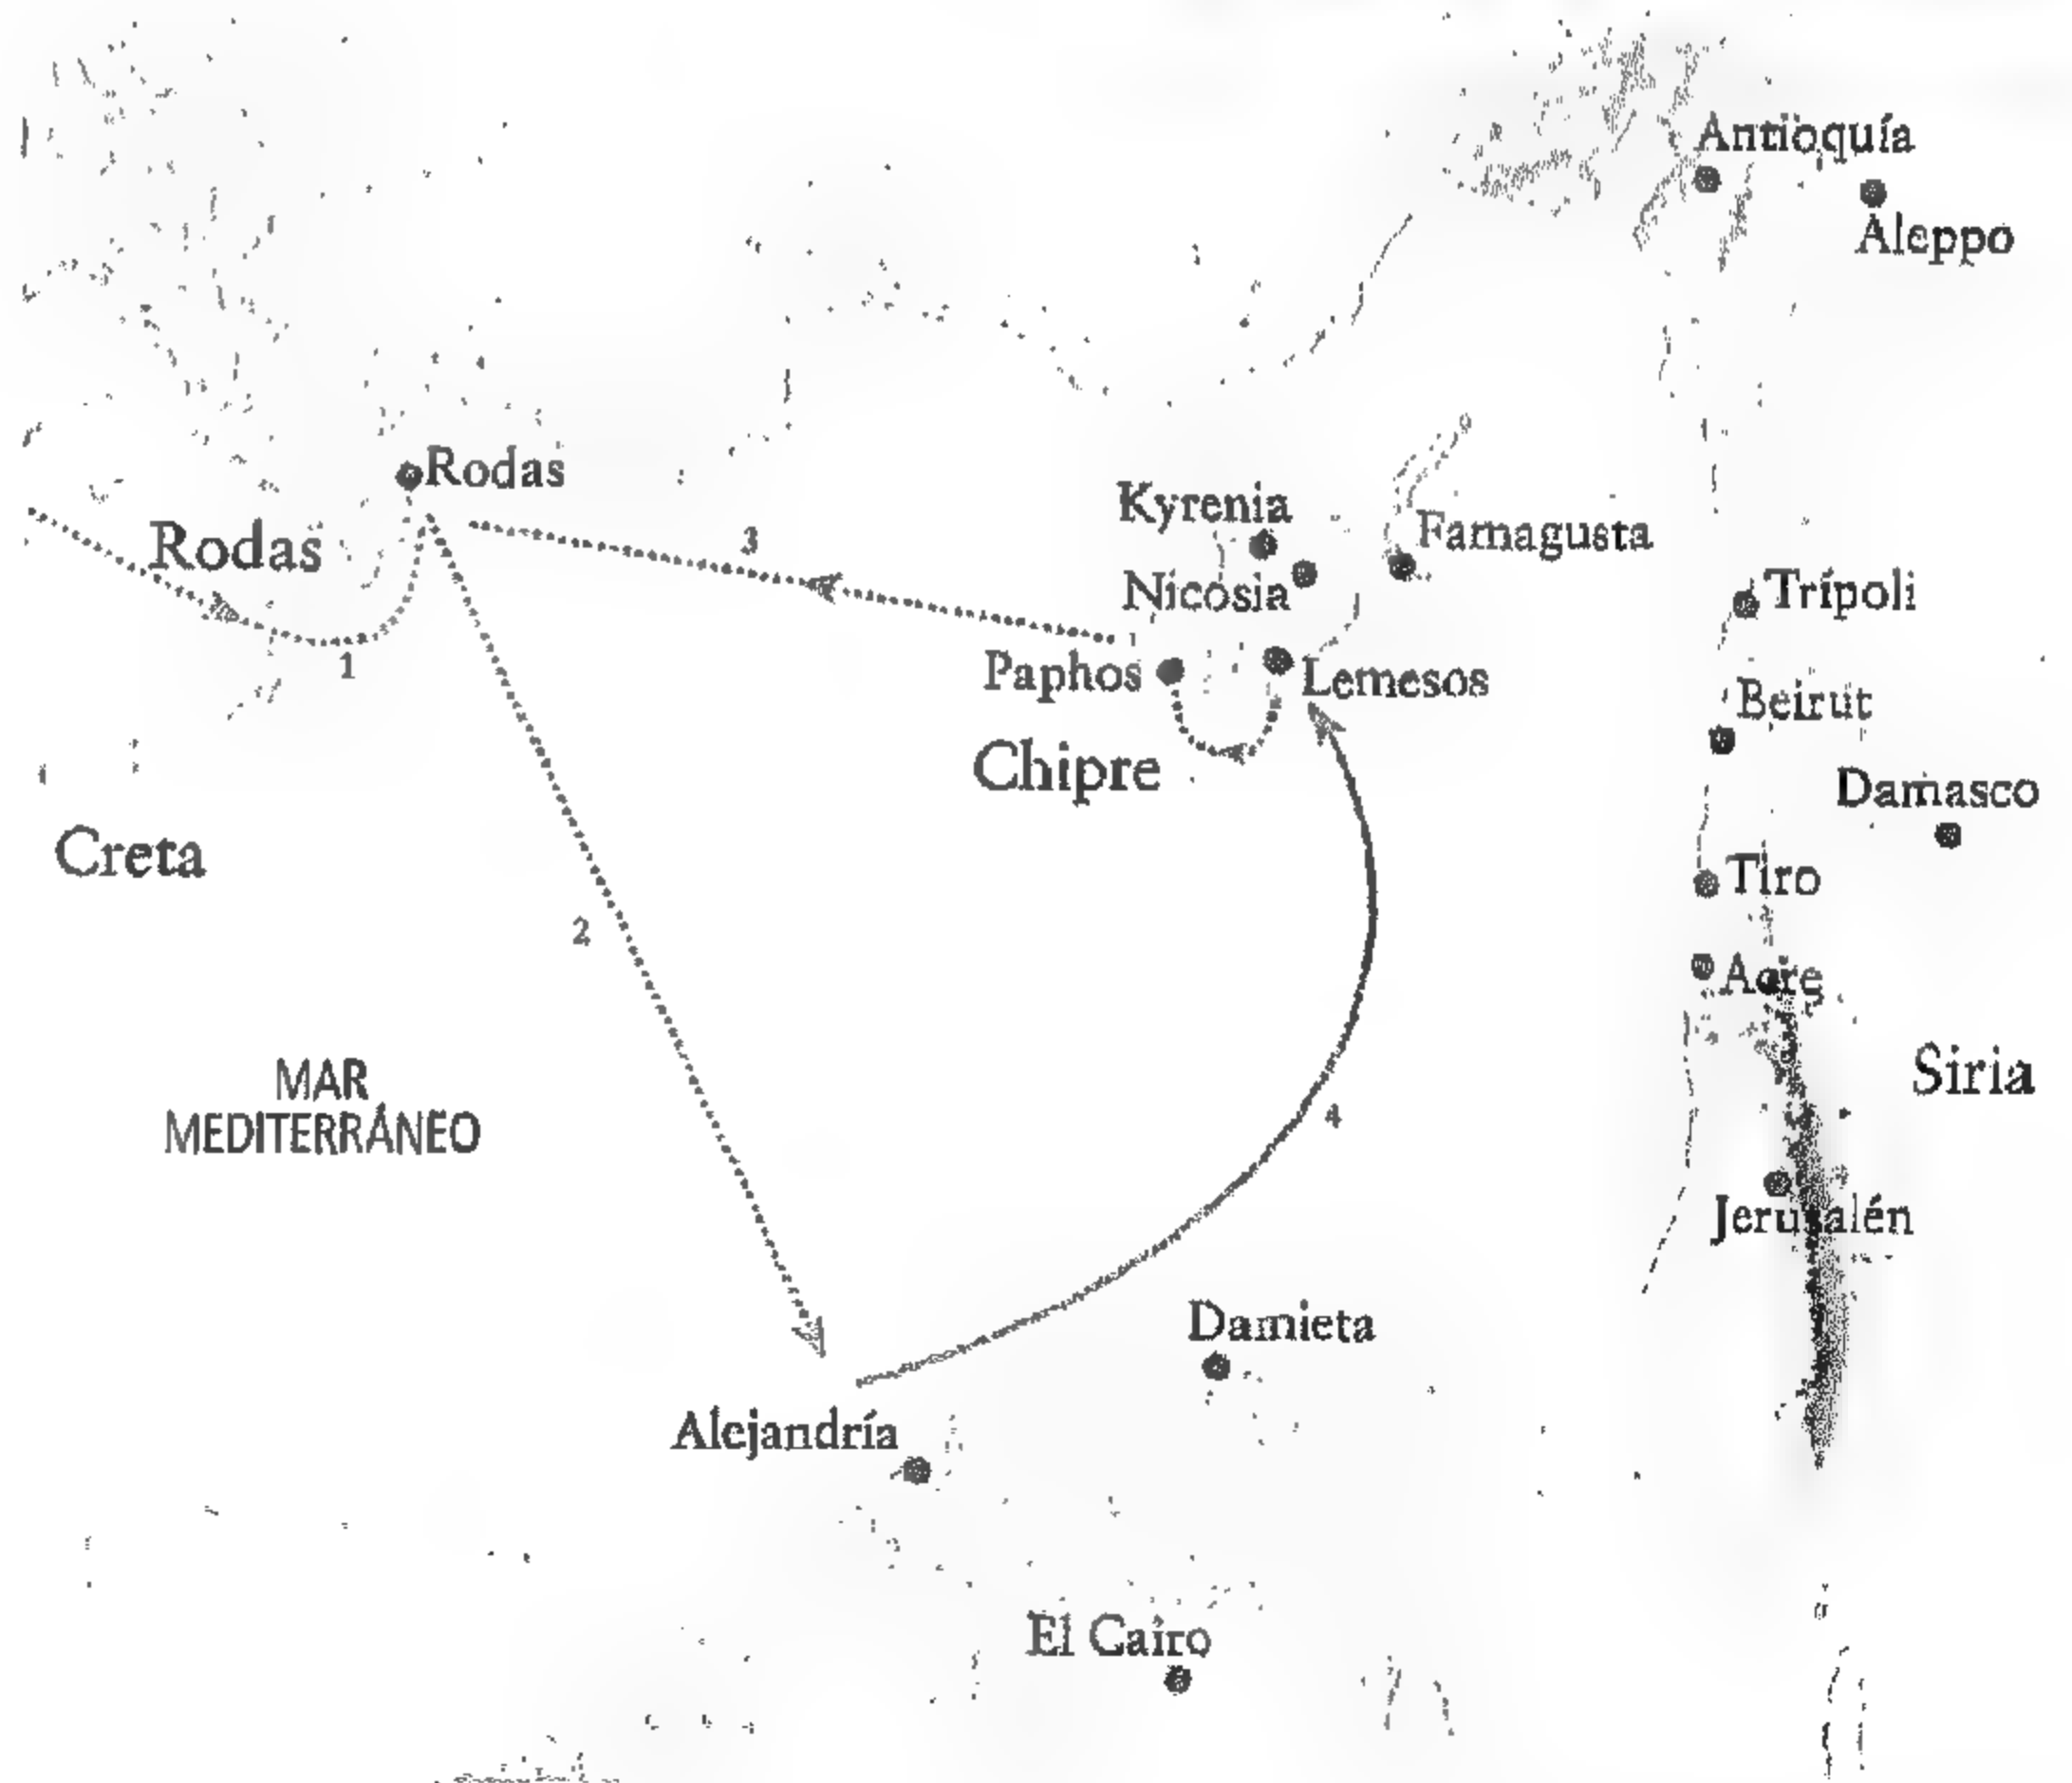 Antioquía
Aleppo
Rodas
Kyrenia
Famagusta
Rodas
3
Nicosia
Trípoli
1
Paphos
Lemesos
Beirut
Chipre
Damasco
Creta
Tiro
2
Acre
Siria
MAR
MEDITERRÁNEO
4
Jerusalén
Damieta
Alejandría
El Cairo